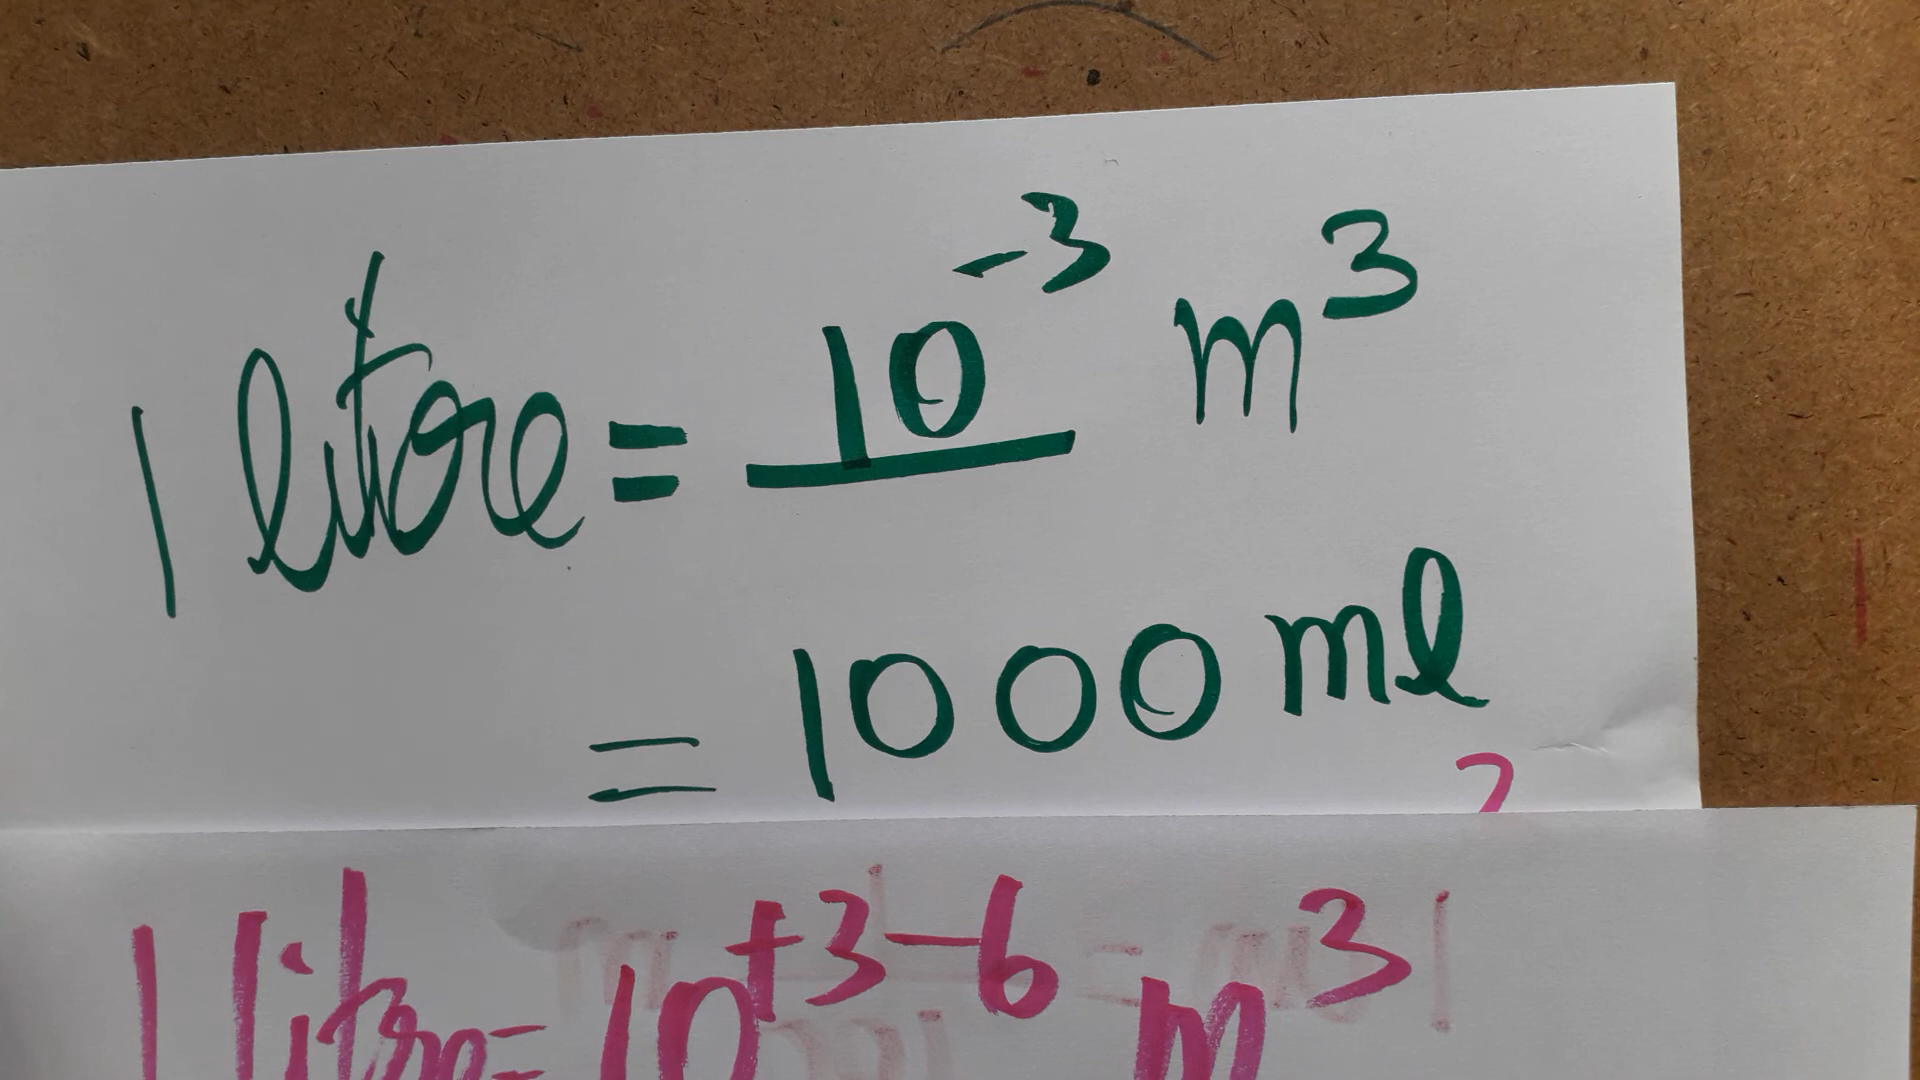 1 litre = 10⁻³ m³
= 1000 ml
1 litre = 10⁺³⁻⁶ m³